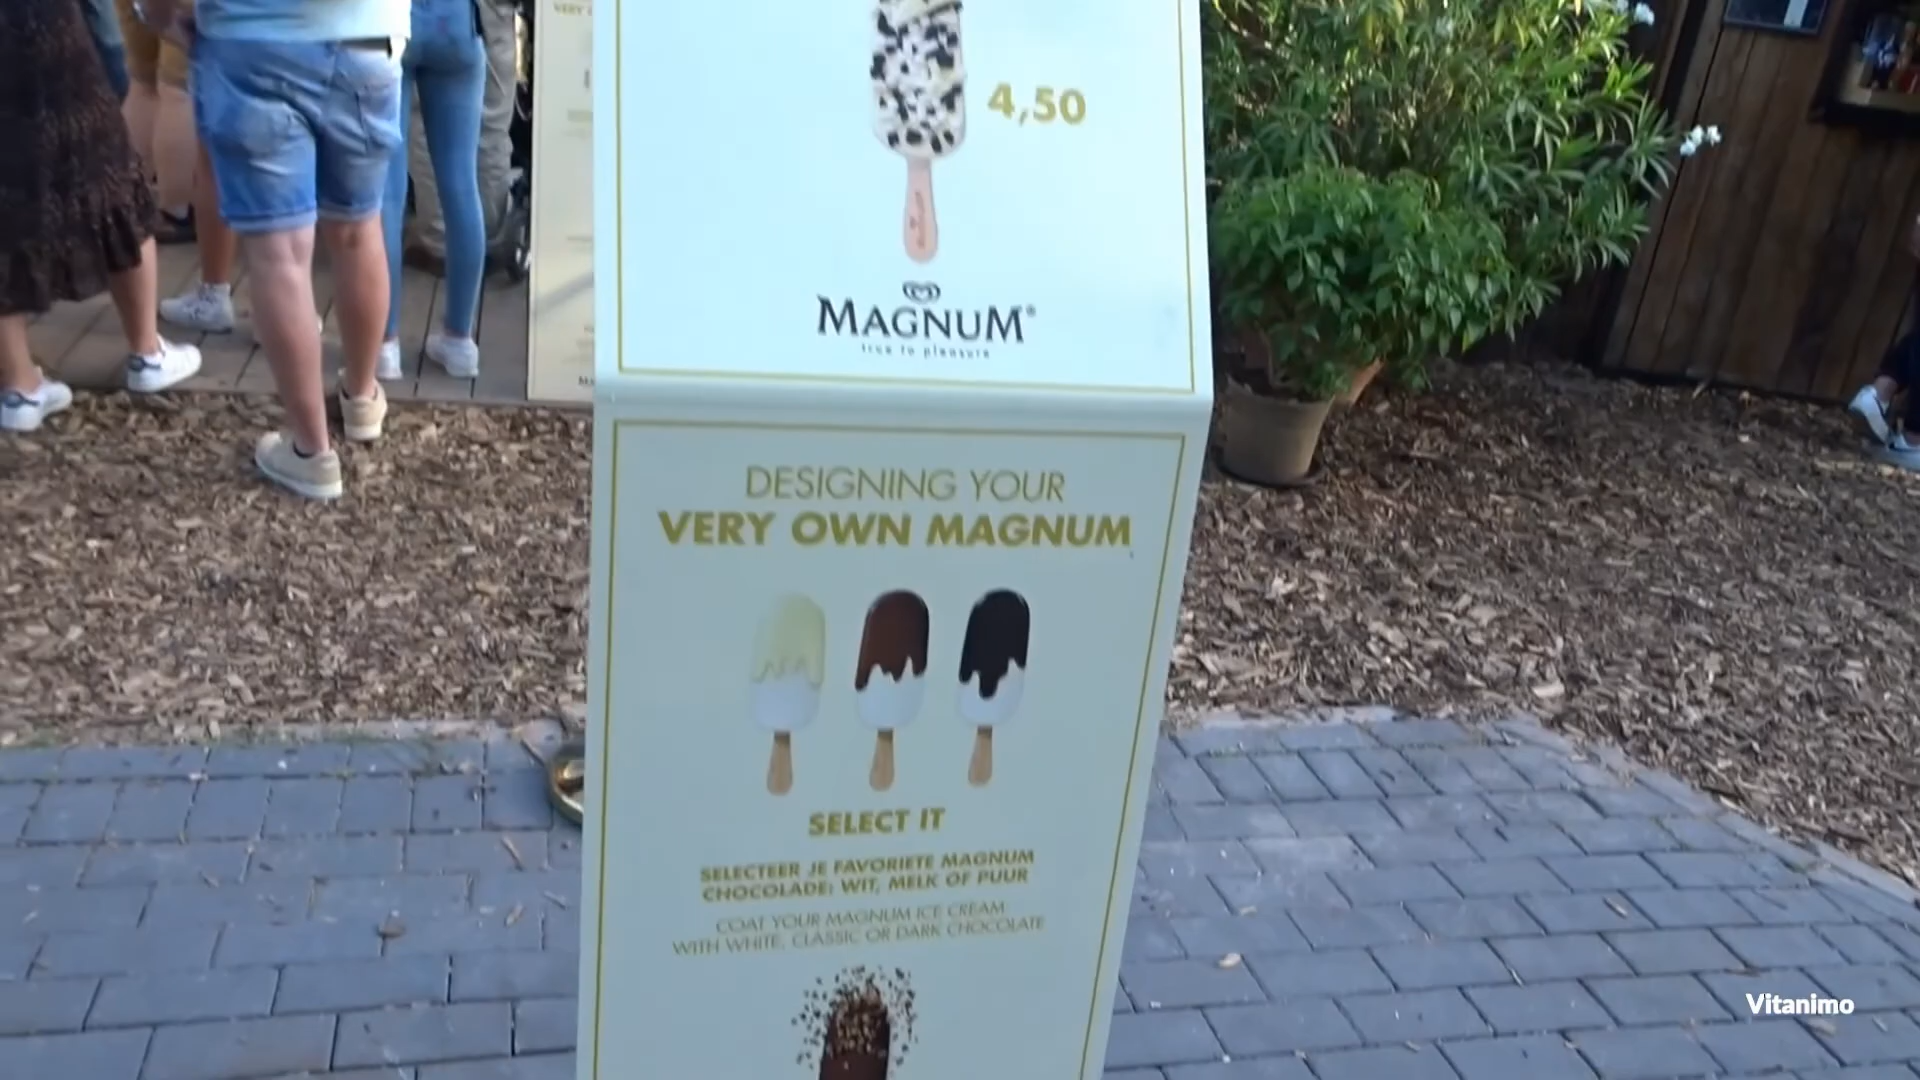 4,50
MAGNUM®
true to pleasure
DESIGNING YOUR
VERY OWN MAGNUM
SELECT IT
SELECTEER JE FAVORIETE MAGNUM
CHOCOLADE: WIT, MELK OF PUUR
COAT YOUR MAGNUM ICE CREAM
WITH WHITE, CLASSIC OR DARK CHOCOLATE
Vitanimo